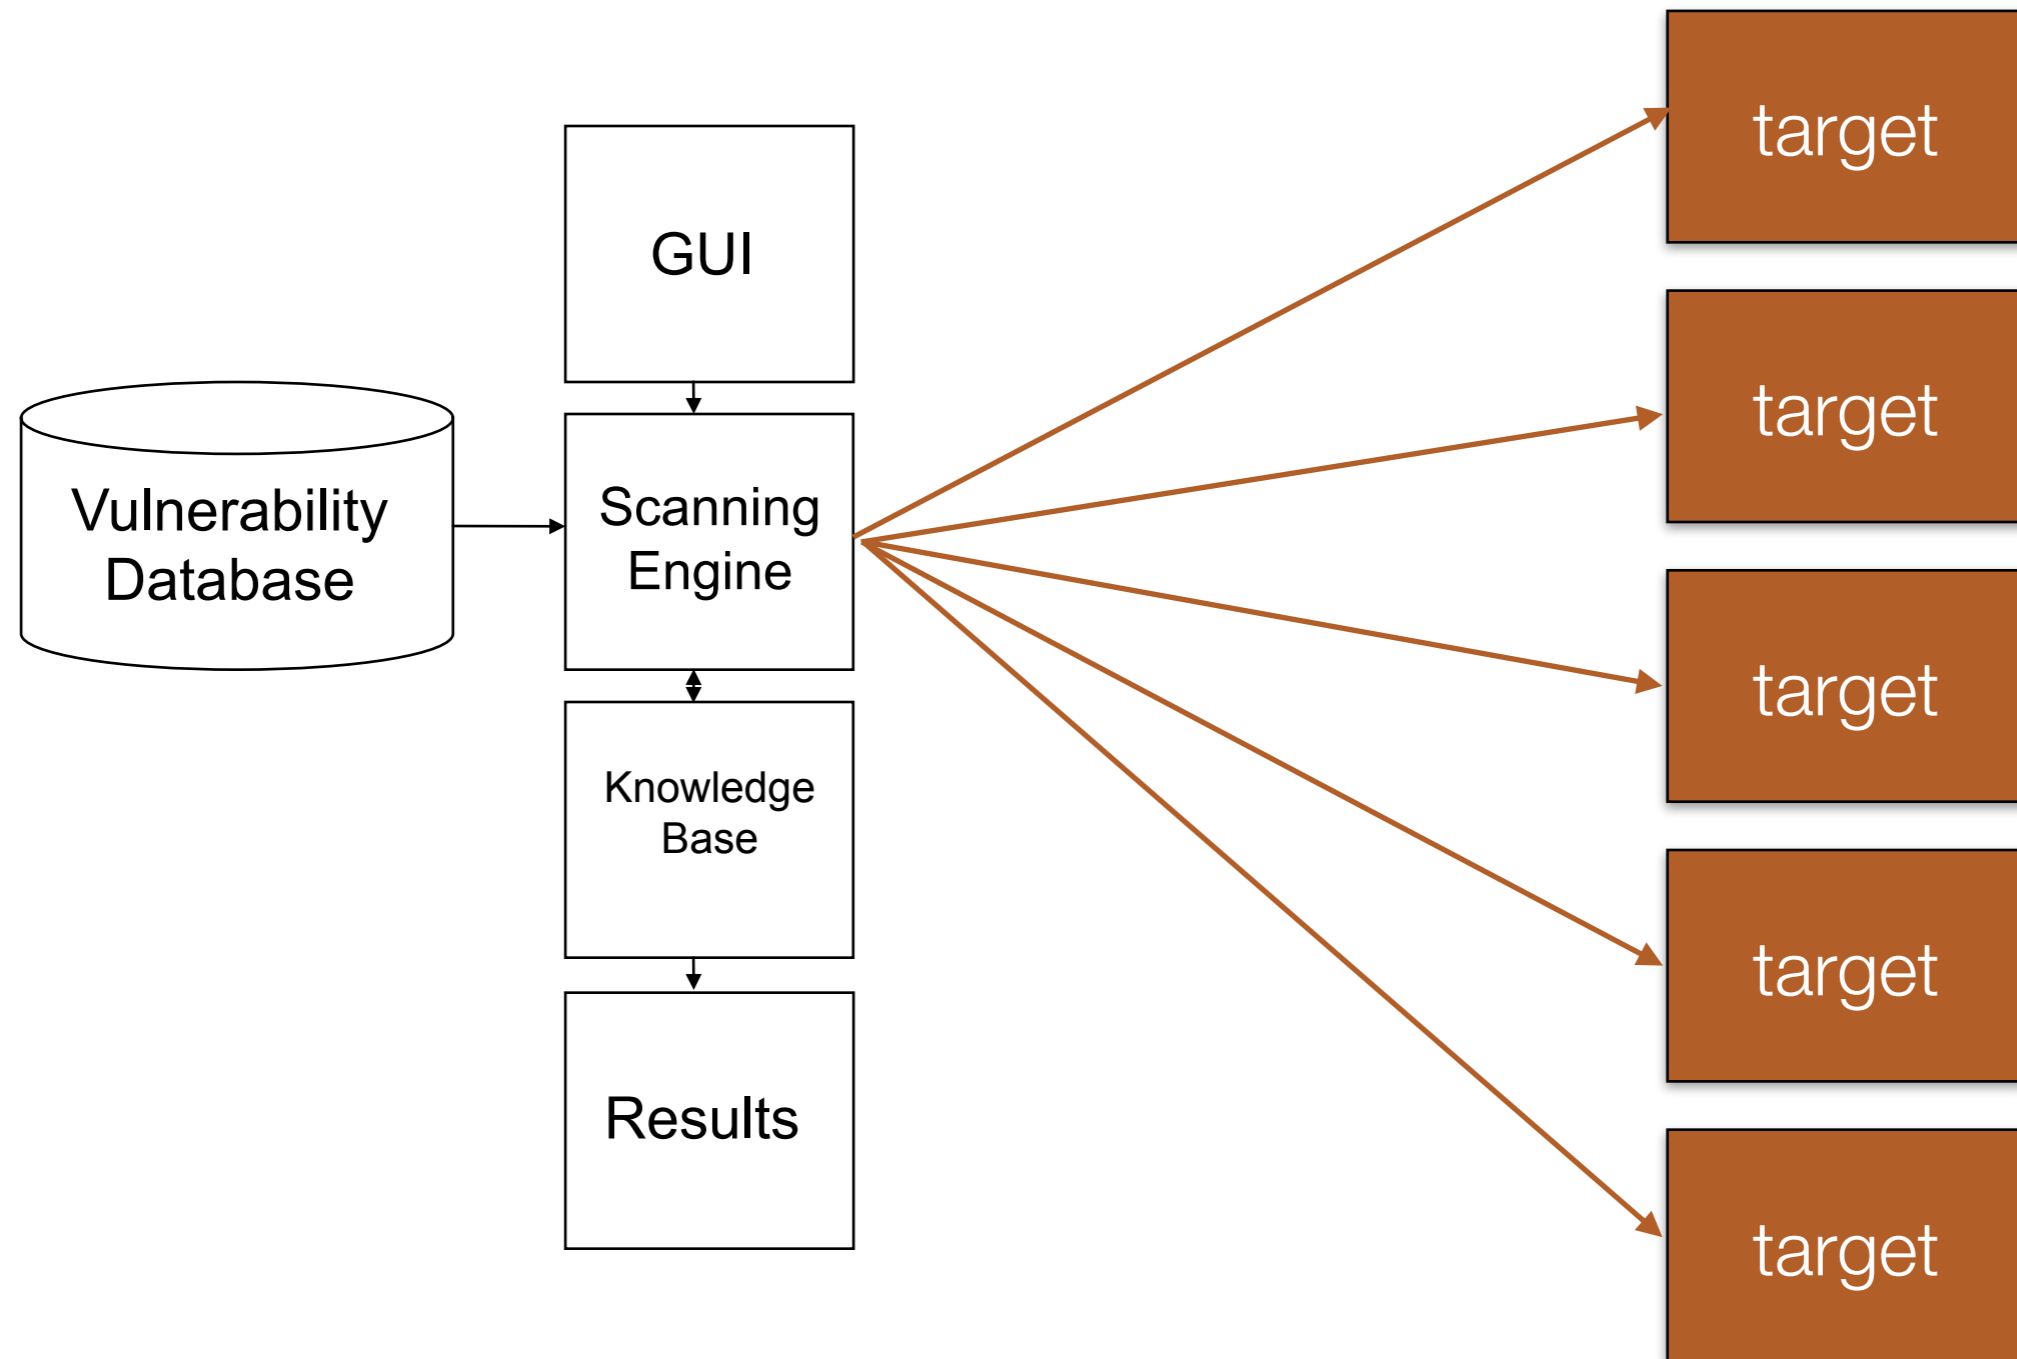 GUI
Vulnerability
Database
Scanning
Engine
Knowledge
Base
Results
target
target
target
target
target